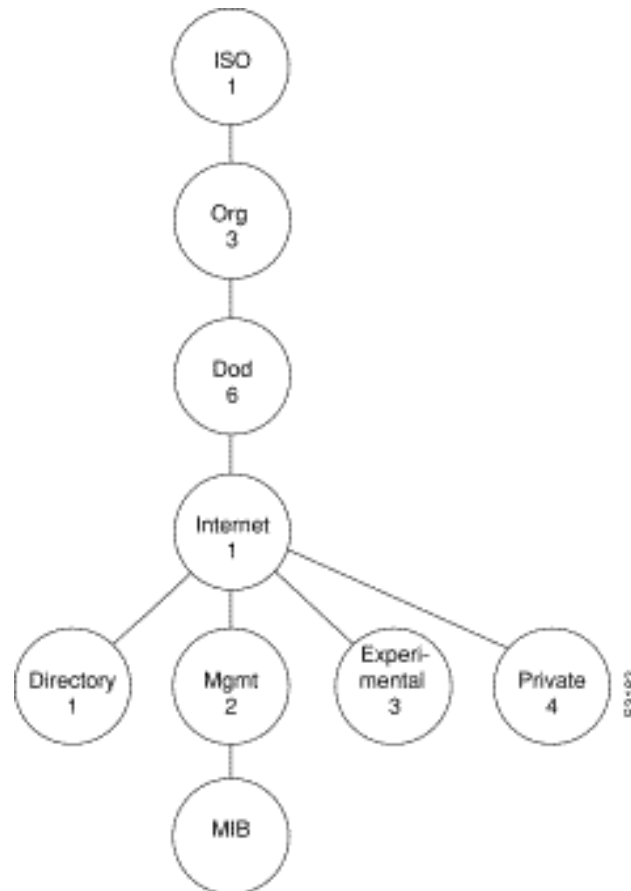 ISO
1
Org
3
Dod
6
Internet
1
Directory
1
Mgmt
2
Experi-
mental
3
Private
4
MIB